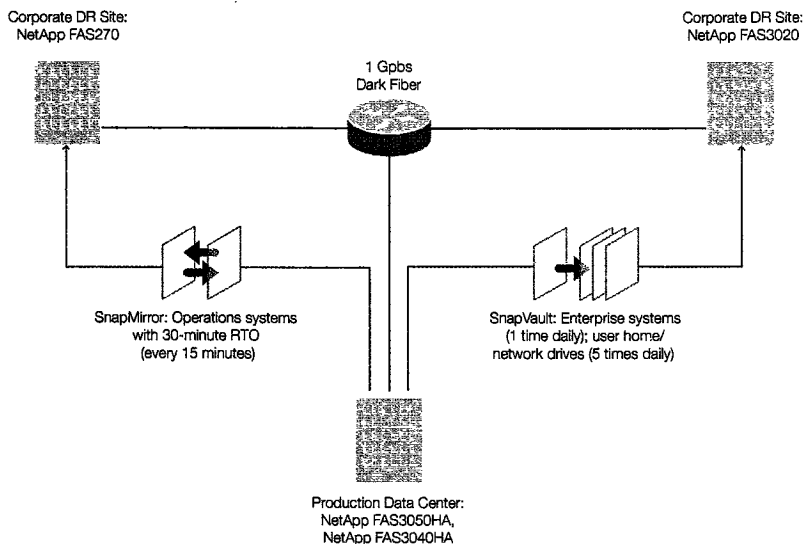 Corporate DR Site:
NetApp FAS270
Corporate DR Site:
NetApp FAS3020
1 Gpbs
Dark Fiber
SnapMirror: Operations systems
with 30-minute RTO
(every 15 minutes)
SnapVault: Enterprise systems
(1 time daily); user home/
network drives (5 times daily)
Production Data Center:
NetApp FAS3050HA,
NetApp FAS3040HA